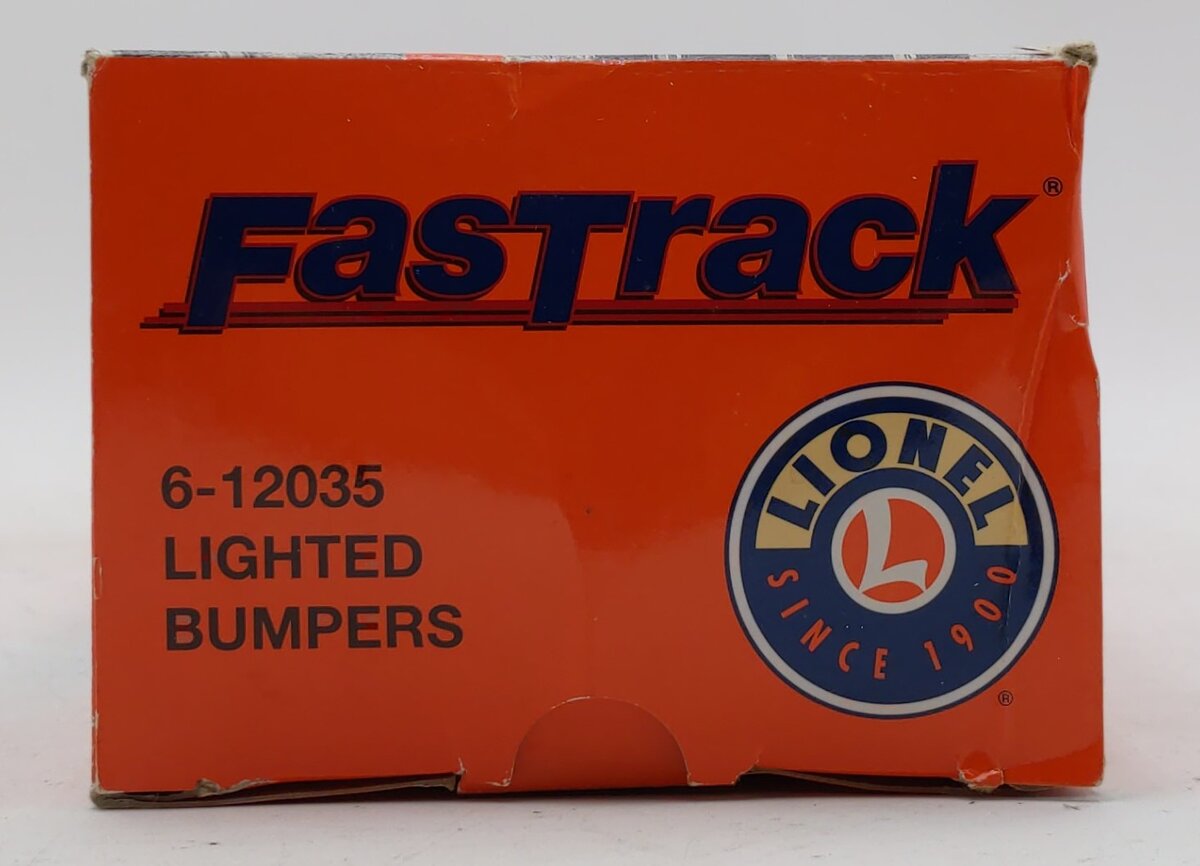 FasTrack®
6-12035
LIGHTED
BUMPERS
LIONEL
L
SINCE 1900
®